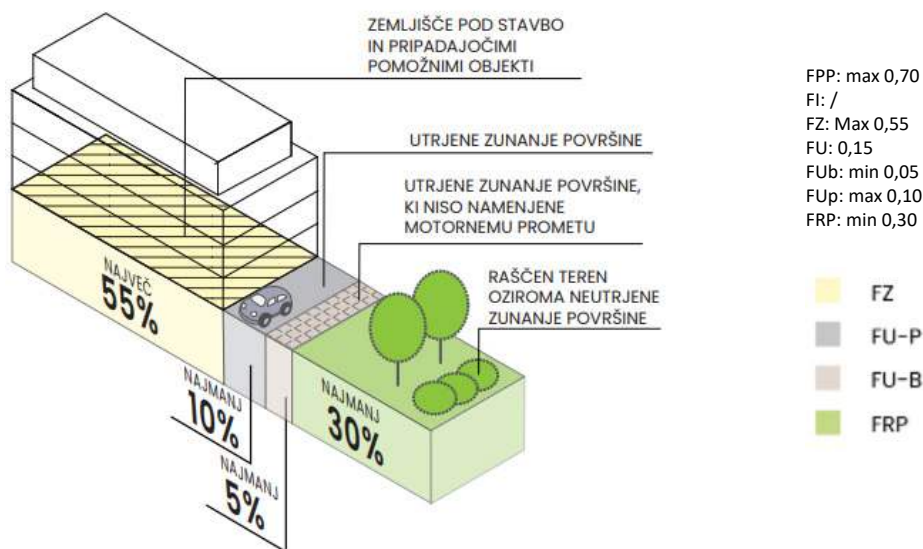 ZEMLJIŠČE POD STAVBO
IN PRIPADAJOČIMI
POMOŽNIMI OBJEKTI
UTRJENE ZUNANJE POVRŠINE
UTRJENE ZUNANJE POVRŠINE,
KI NISO NAMENJENE
MOTORNEMU PROMETU
RAŠČEN TEREN
OZIROMA NEUTRJENE
ZUNANJE POVRŠINE
NAJVEČ
55%
NAJMANJ
10%
NAJMANJ
5%
NAJMANJ
30%
FPP: max 0,70
FI: /
FZ: Max 0,55
FU: 0,15
FUb: min 0,05
FUp: max 0,10
FRP: min 0,30
FZ
FU-P
FU-B
FRP